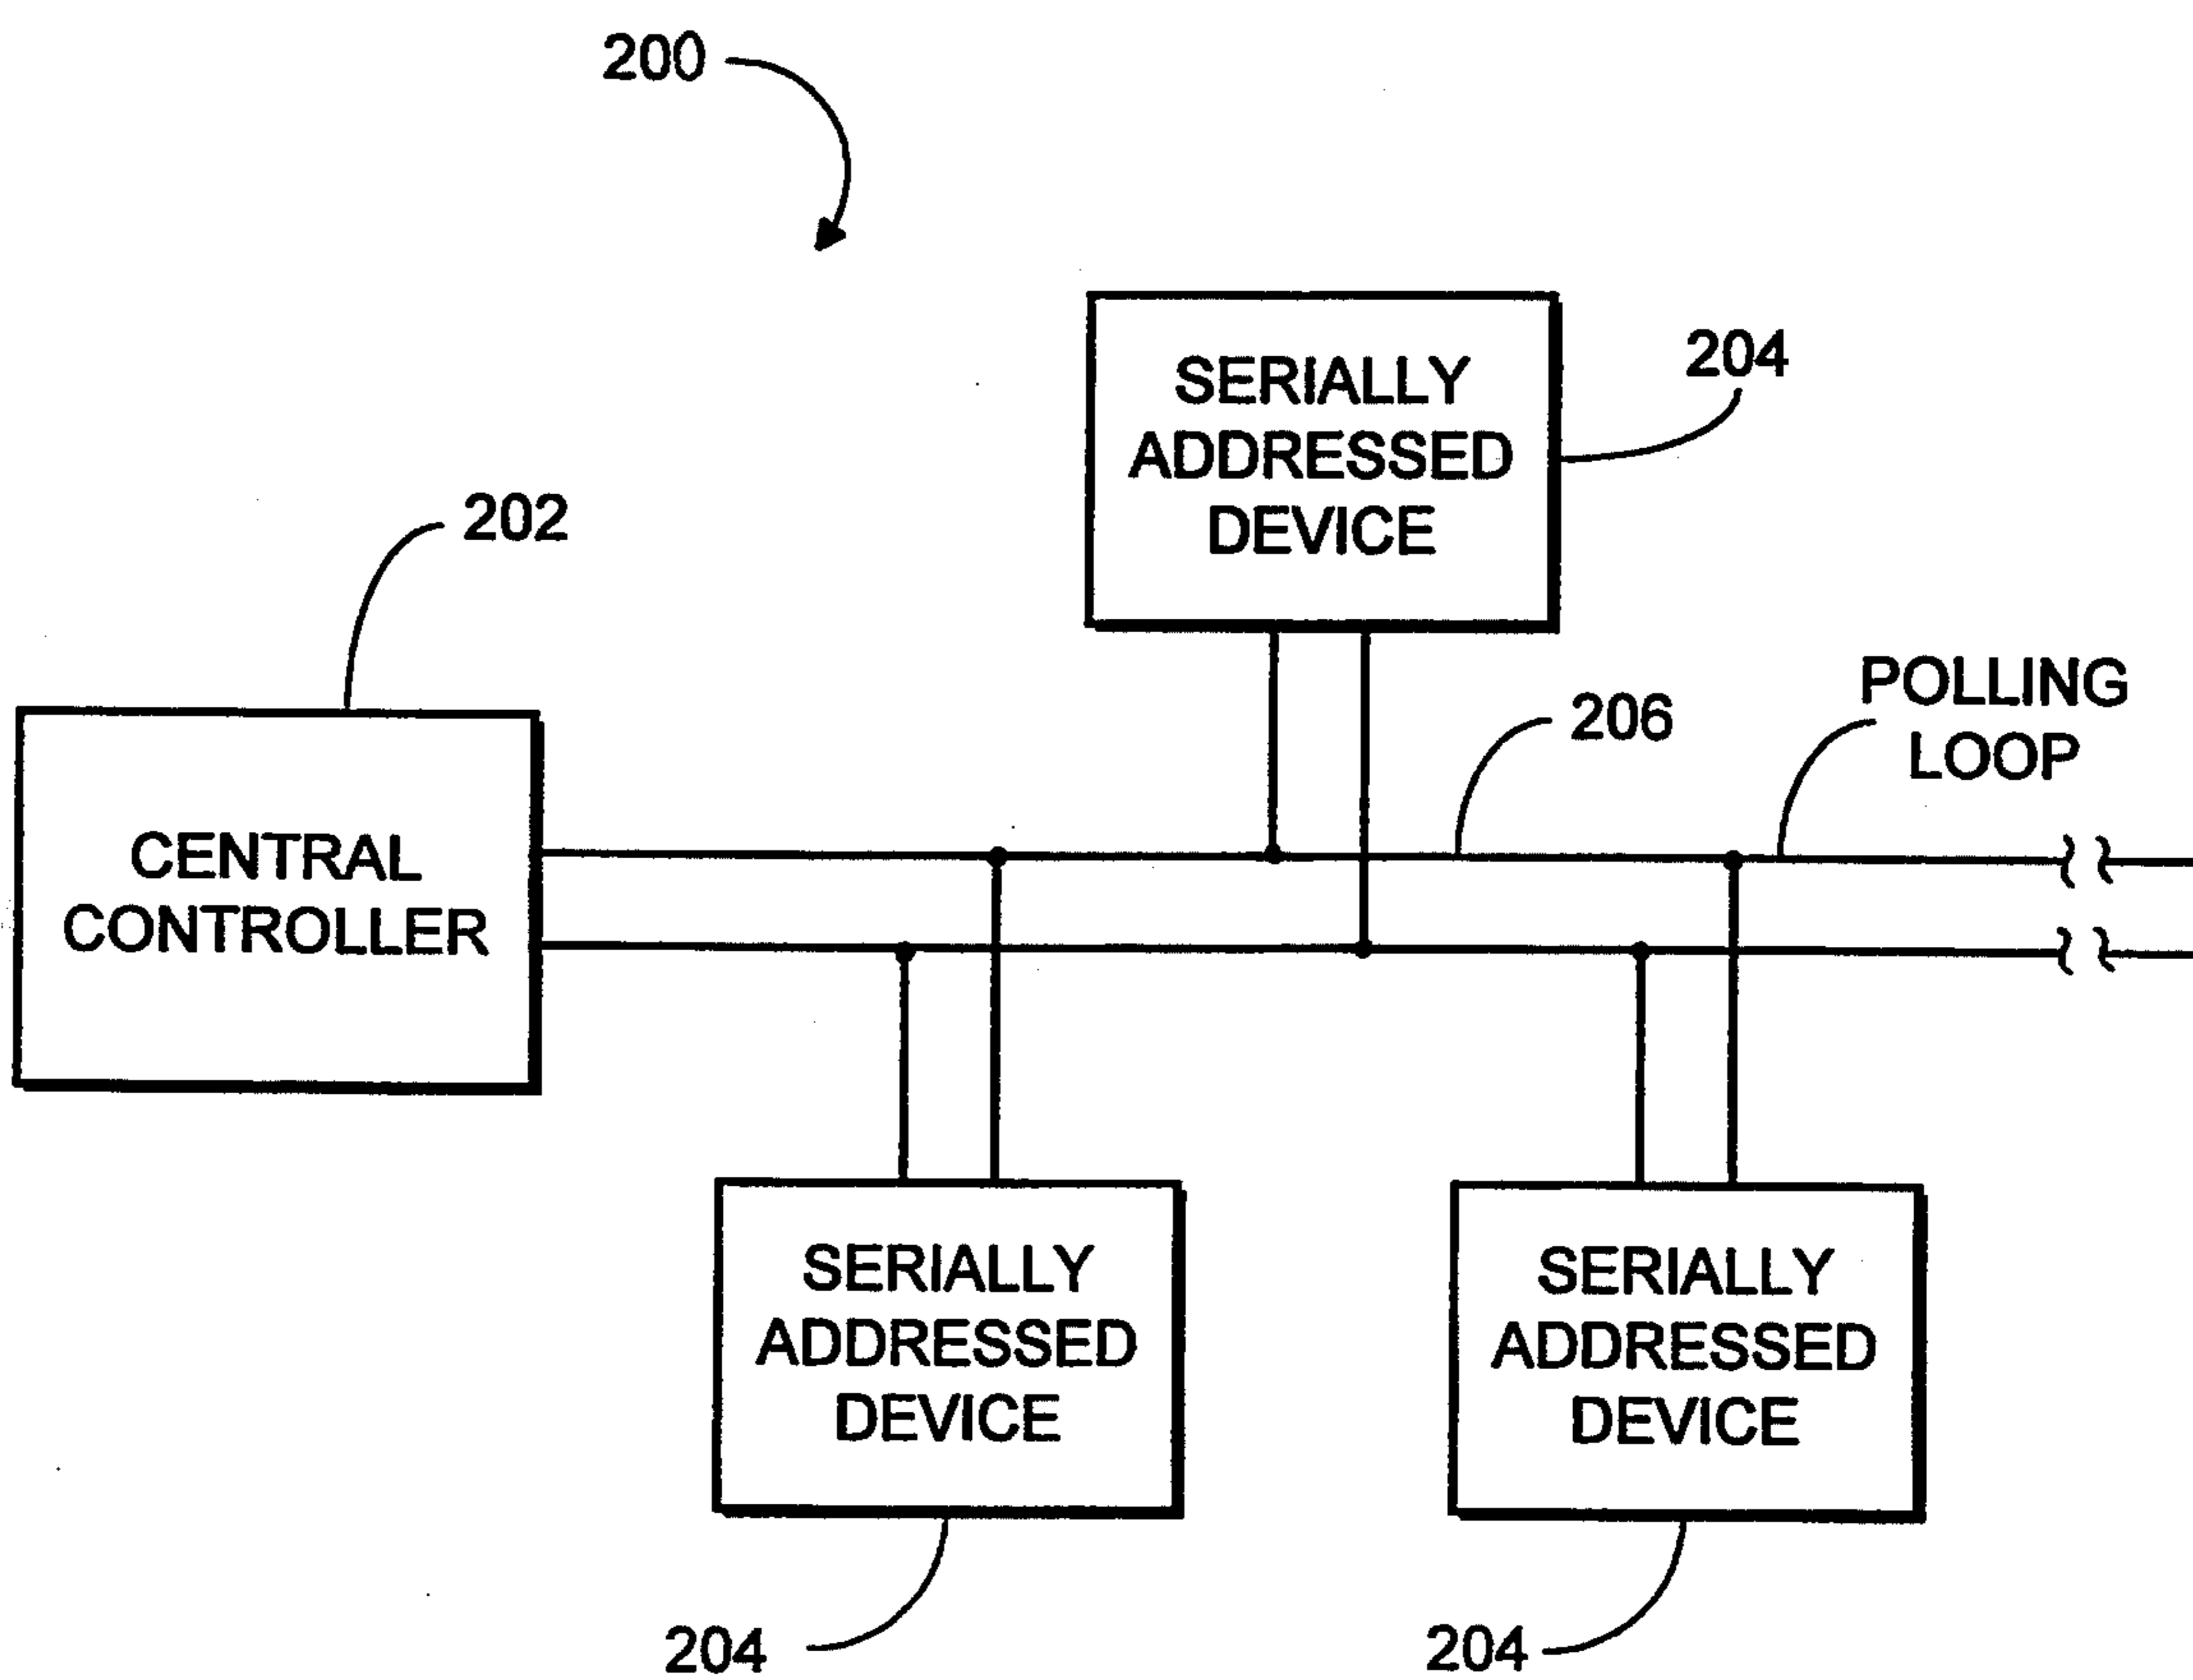 200
SERIALLY
ADDRESSED
DEVICE
204
202
206
POLLING
LOOP
CENTRAL
CONTROLLER
SERIALLY
ADDRESSED
DEVICE
SERIALLY
ADDRESSED
DEVICE
204
204